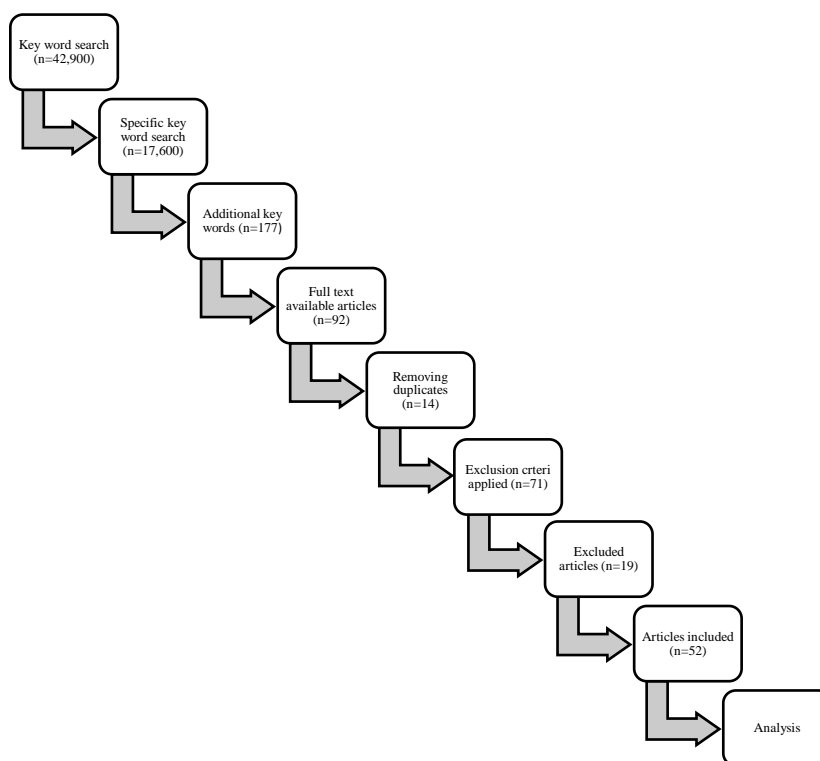 Key word search
(n=42,900)
Specific key
word search
(n=17,600)
Additional key
words (n=177)
Full text
available articles
(n=92)
Removing
duplicates
(n=14)
Exclusion crteri
applied (n=71)
Excluded
articles (n=19)
Articles included
(n=52)
Analysis